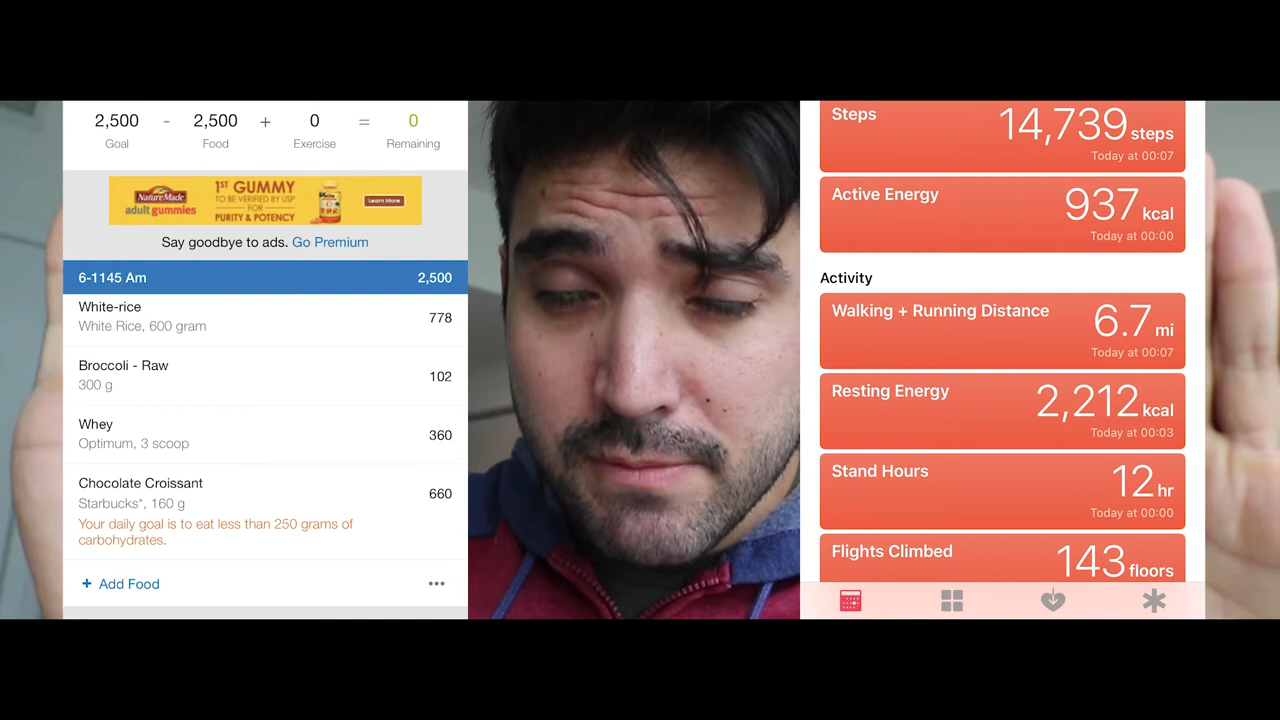 2,500 - 2,500 + 0 = 0
Goal Food Exercise Remaining
NatureMade
adult gummies
1ST GUMMY
TO BE VERIFIED BY USP
FOR
PURITY & POTENCY
Learn More
Say goodbye to ads. Go Premium
6-1145 Am 2,500
White-rice
White Rice, 600 gram
778
Broccoli - Raw
300 g
102
Whey
Optimum, 3 scoop
360
Chocolate Croissant
Starbucks*, 160 g
660
Your daily goal is to eat less than 250 grams of
carbohydrates.
+ Add Food
Steps
14,739 steps
Today at 00:07
Active Energy
937 kcal
Today at 00:00
Activity
Walking + Running Distance
6.7 mi
Today at 00:07
Resting Energy
2,212 kcal
Today at 00:03
Stand Hours
12 hr
Today at 00:00
Flights Climbed
143 floors